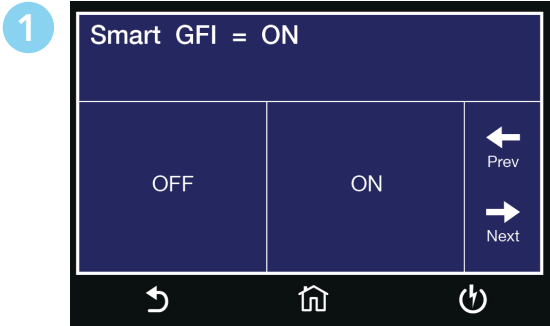 1
Smart GFI = ON
OFF
ON
Prev
Next